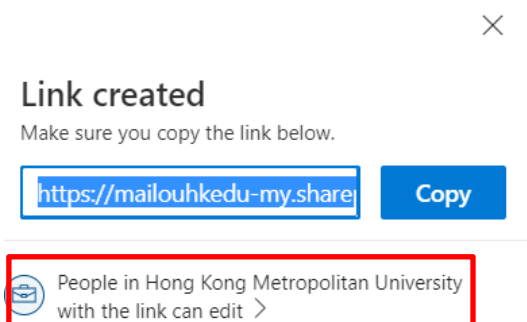 Link created
Make sure you copy the link below.
https://mailouhkedu-my.share
Copy
People in Hong Kong Metropolitan University
with the link can edit >